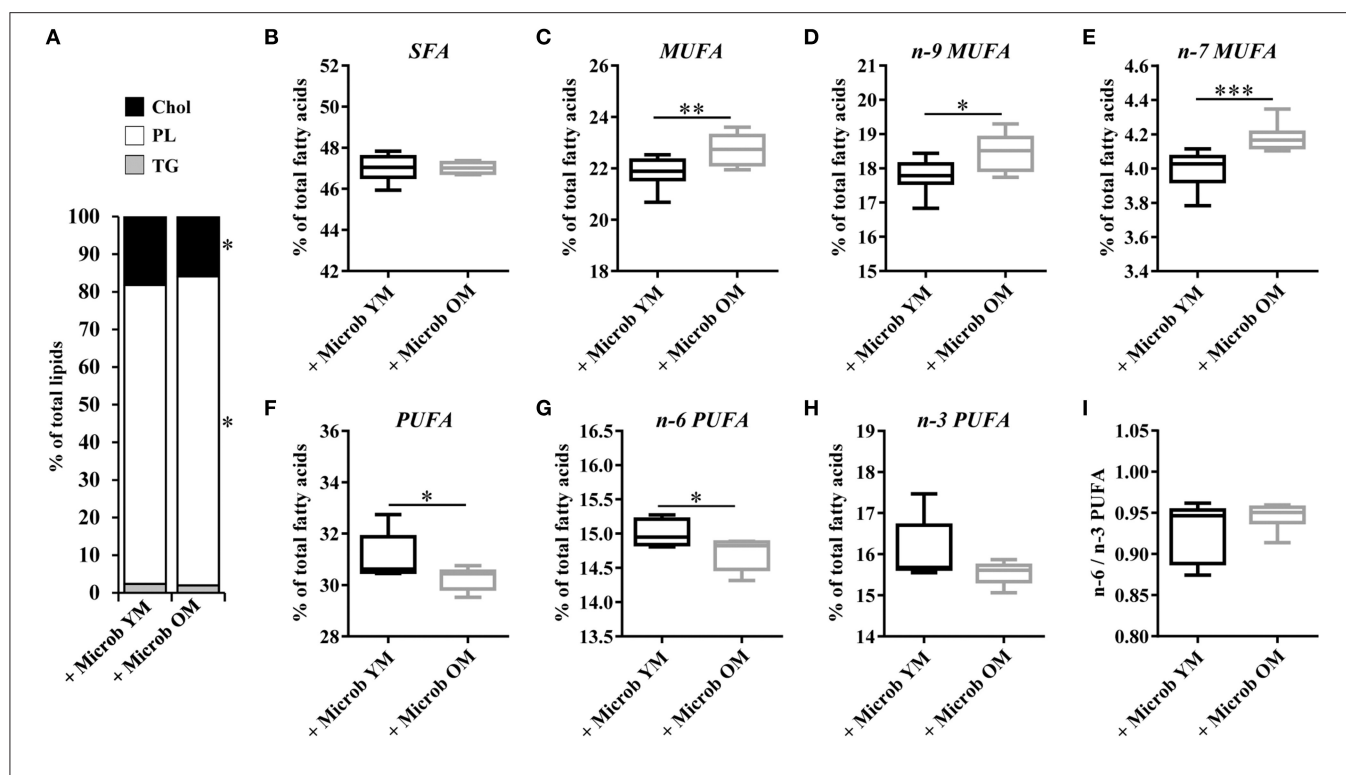 A
Chol
PL
TG
% of total lipids
100
90
80
70
60
50
40
30
20
10
0
*
*
+ Microb YM
+ Microb OM
B
SFA
% of total fatty acids
52
50
48
46
44
42
+ Microb YM
+ Microb OM
C
MUFA
% of total fatty acids
26
24
22
20
18
**
+ Microb YM
+ Microb OM
D
n-9 MUFA
% of total fatty acids
21
20
19
18
17
16
15
*
+ Microb YM
+ Microb OM
E
n-7 MUFA
% of total fatty acids
4.6
4.4
4.2
4.0
3.8
3.6
3.4
***
+ Microb YM
+ Microb OM
F
PUFA
% of total fatty acids
36
34
32
30
28
*
+ Microb YM
+ Microb OM
G
n-6 PUFA
% of total fatty acids
16.5
16.0
15.5
15.0
14.5
14.0
13.5
*
+ Microb YM
+ Microb OM
H
n-3 PUFA
% of total fatty acids
19
18
17
16
15
14
+ Microb YM
+ Microb OM
I
n-6 / n-3 PUFA
1.05
1.00
0.95
0.90
0.85
0.80
+ Microb YM
+ Microb OM